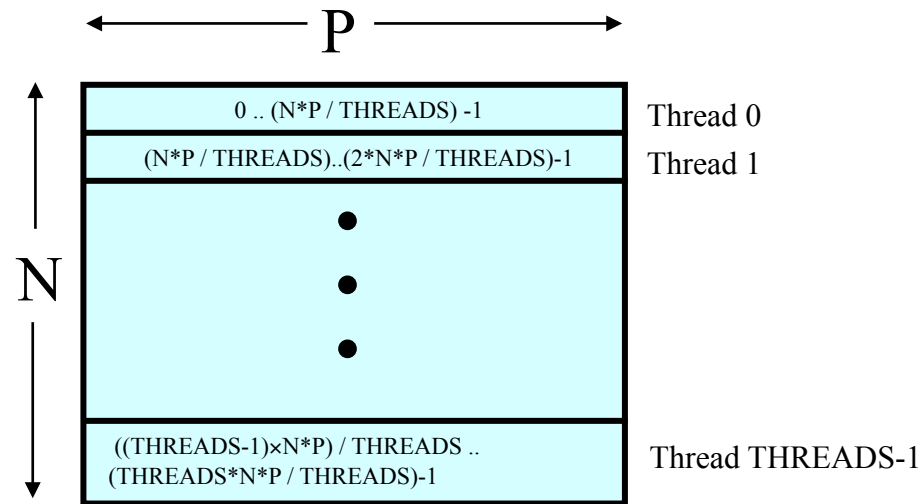 P
0 .. (N*P / THREADS) -1
Thread 0
(N*P / THREADS)..(2*N*P / THREADS)-1
Thread 1
N
((THREADS-1)×N*P) / THREADS ..
(THREADS*N*P / THREADS)-1
Thread THREADS-1